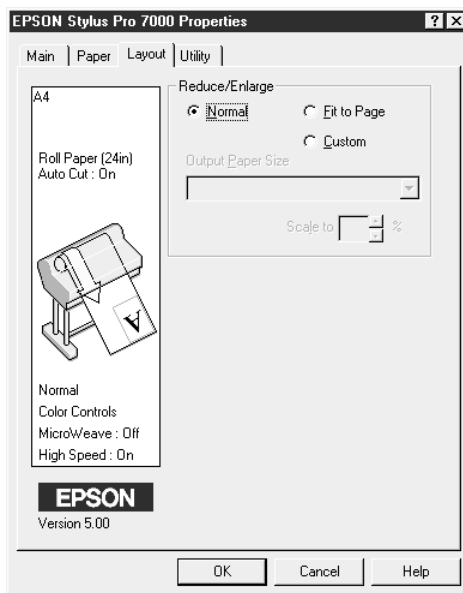 EPSON Stylus Pro 7000 Properties
Main Paper Layout Utility
A4
Roll Paper (24in)
Auto Cut : On
A
Normal
Color Controls
MicroWeave : Off
High Speed : On
EPSON
Version 5.00
Reduce/Enlarge
Normal Fit to Page
Custom
Output Paper Size
Scale to %
OK Cancel Help